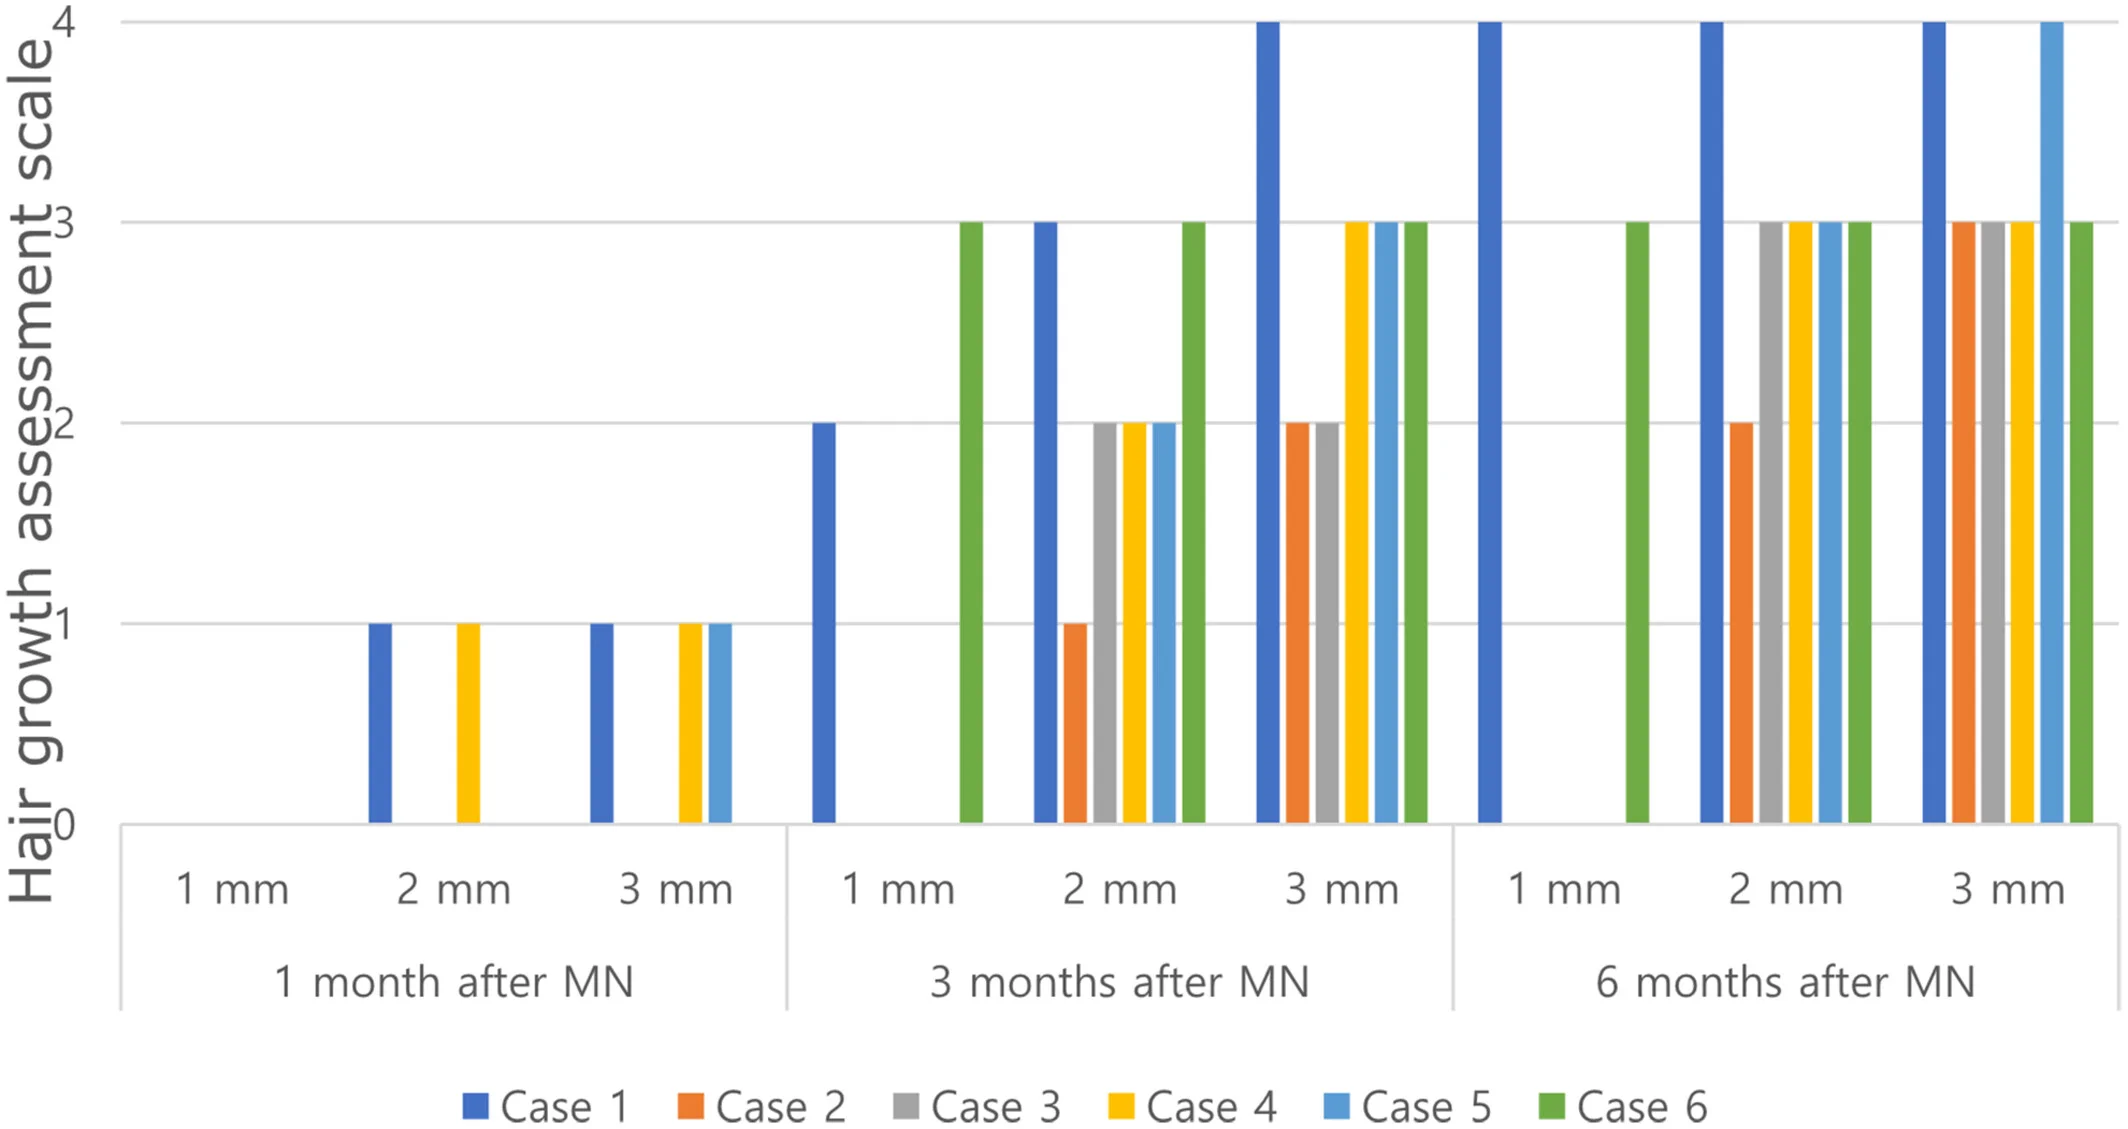 Hair growth assessment scale
4
3
2
1
0
1 mm 2 mm 3 mm 1 mm 2 mm 3 mm 1 mm 2 mm 3 mm
1 month after MN 3 months after MN 6 months after MN
Case 1 Case 2 Case 3 Case 4 Case 5 Case 6